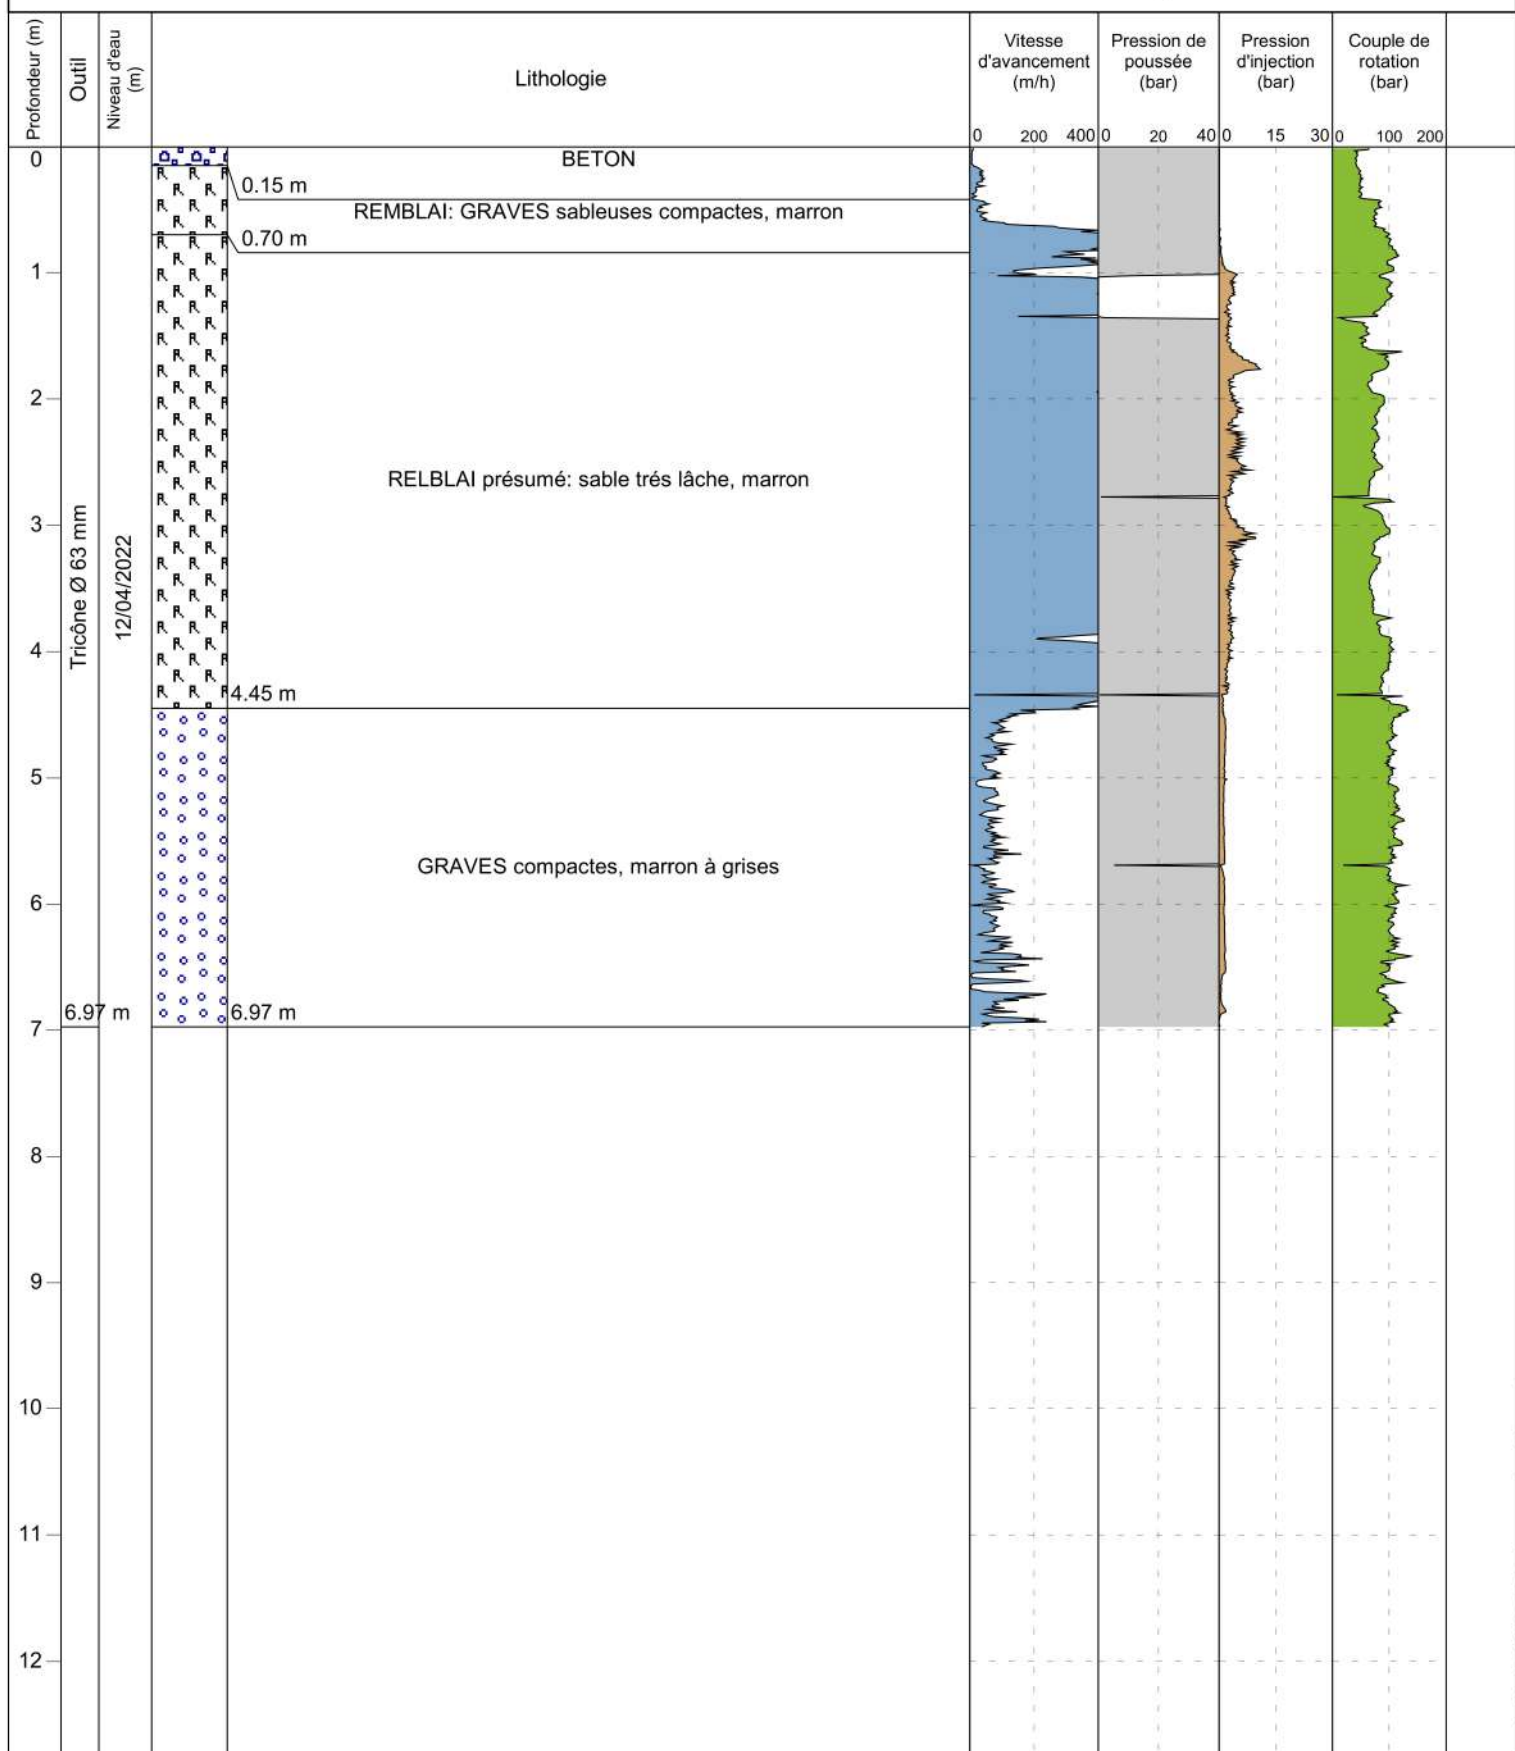 Profondeur (m)
Outil
Niveau d'eau
(m)
Lithologie
Vitesse
d'avancement
(m/h)
Pression de
poussée
(bar)
Pression
d'injection
(bar)
Couple de
rotation
(bar)
0 200 400
0 20 40
0 15 30
0 100 200
0
BETON
0.15 m
REMBLAI: GRAVES sableuses compactes, marron
0.70 m
1
2
RELBLAI présumé: sable trés lâche, marron
3
Tricône Ø 63 mm
12/04/2022
4
4.45 m
5
GRAVES compactes, marron à grises
6
6.97 m
6.97 m
7
8
9
10
11
12